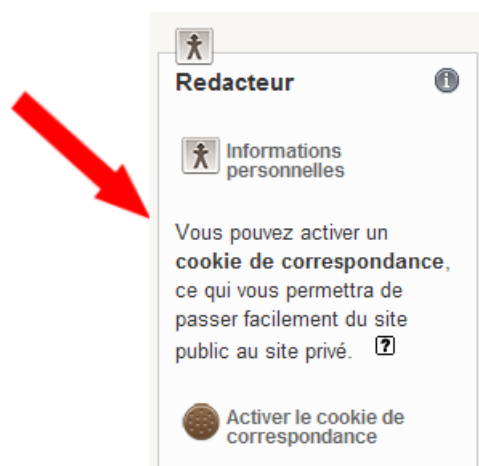 Redacteur
Informations
personnelles
Vous pouvez activer un
cookie de correspondance,
ce qui vous permettra de
passer facilement du site
public au site privé. ?
Activer le cookie de
correspondance